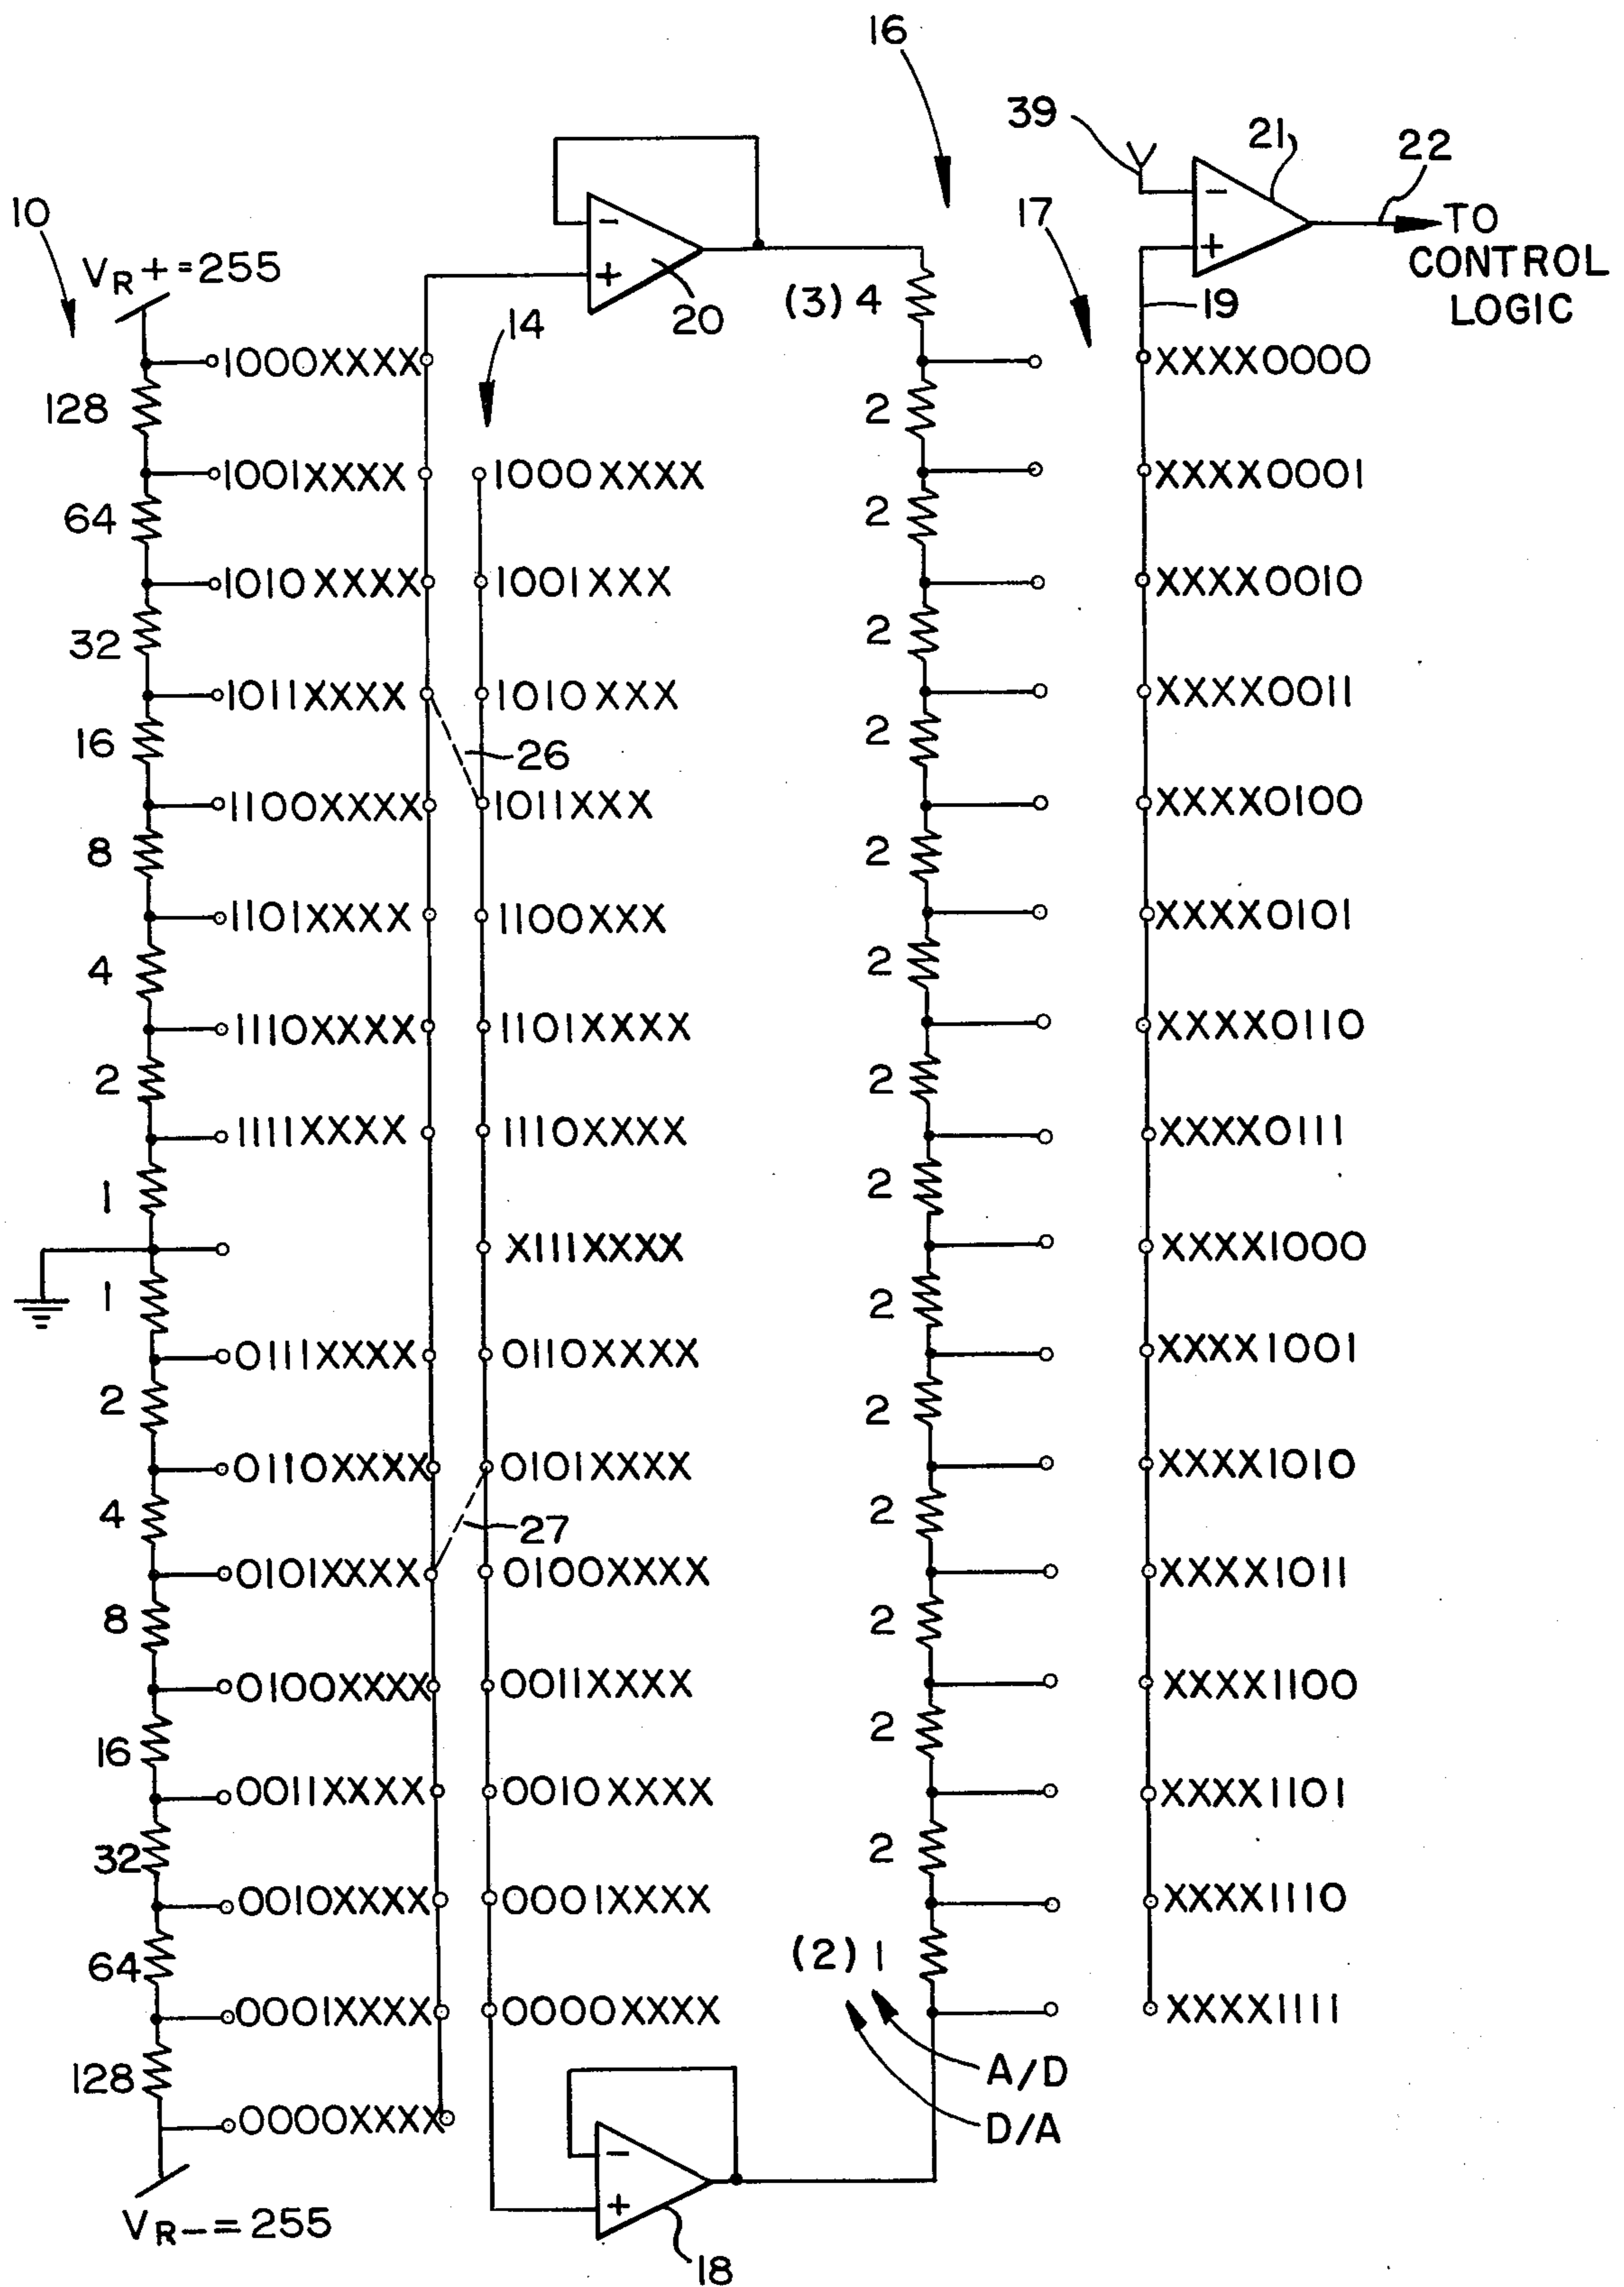 16
39
21
22
10
17
TO
CONTROL
LOGIC
VR+=255
20
(3) 4
19
14
1000XXXX
XXXX0000
128
2
1001XXXX
1000XXXX
XXXX0001
64
2
1010XXXX
1001XXX
XXXX0010
32
2
1011XXXX
1010XXX
XXXX0011
16
26
2
1100XXXX
1011XXX
XXXX0100
8
2
1101XXXX
1100XXX
XXXX0101
4
2
1110XXXX
1101XXXX
XXXX0110
2
2
1111XXXX
1110XXXX
XXXX0111
1
2
X111XXXX
XXXX1000
1
2
0111XXXX
0110XXXX
XXXX1001
2
2
0110XXXX
0101XXXX
XXXX1010
4
27
2
0101XXXX
0100XXXX
XXXX1011
8
2
0100XXXX
0011XXXX
XXXX1100
16
2
0011XXXX
0010XXXX
XXXX1101
32
2
0010XXXX
0001XXXX
XXXX1110
64
(2) 1
0001XXXX
0000XXXX
XXXX1111
128
A/D
0000XXXX
D/A
VR-=255
18
- + - + - +